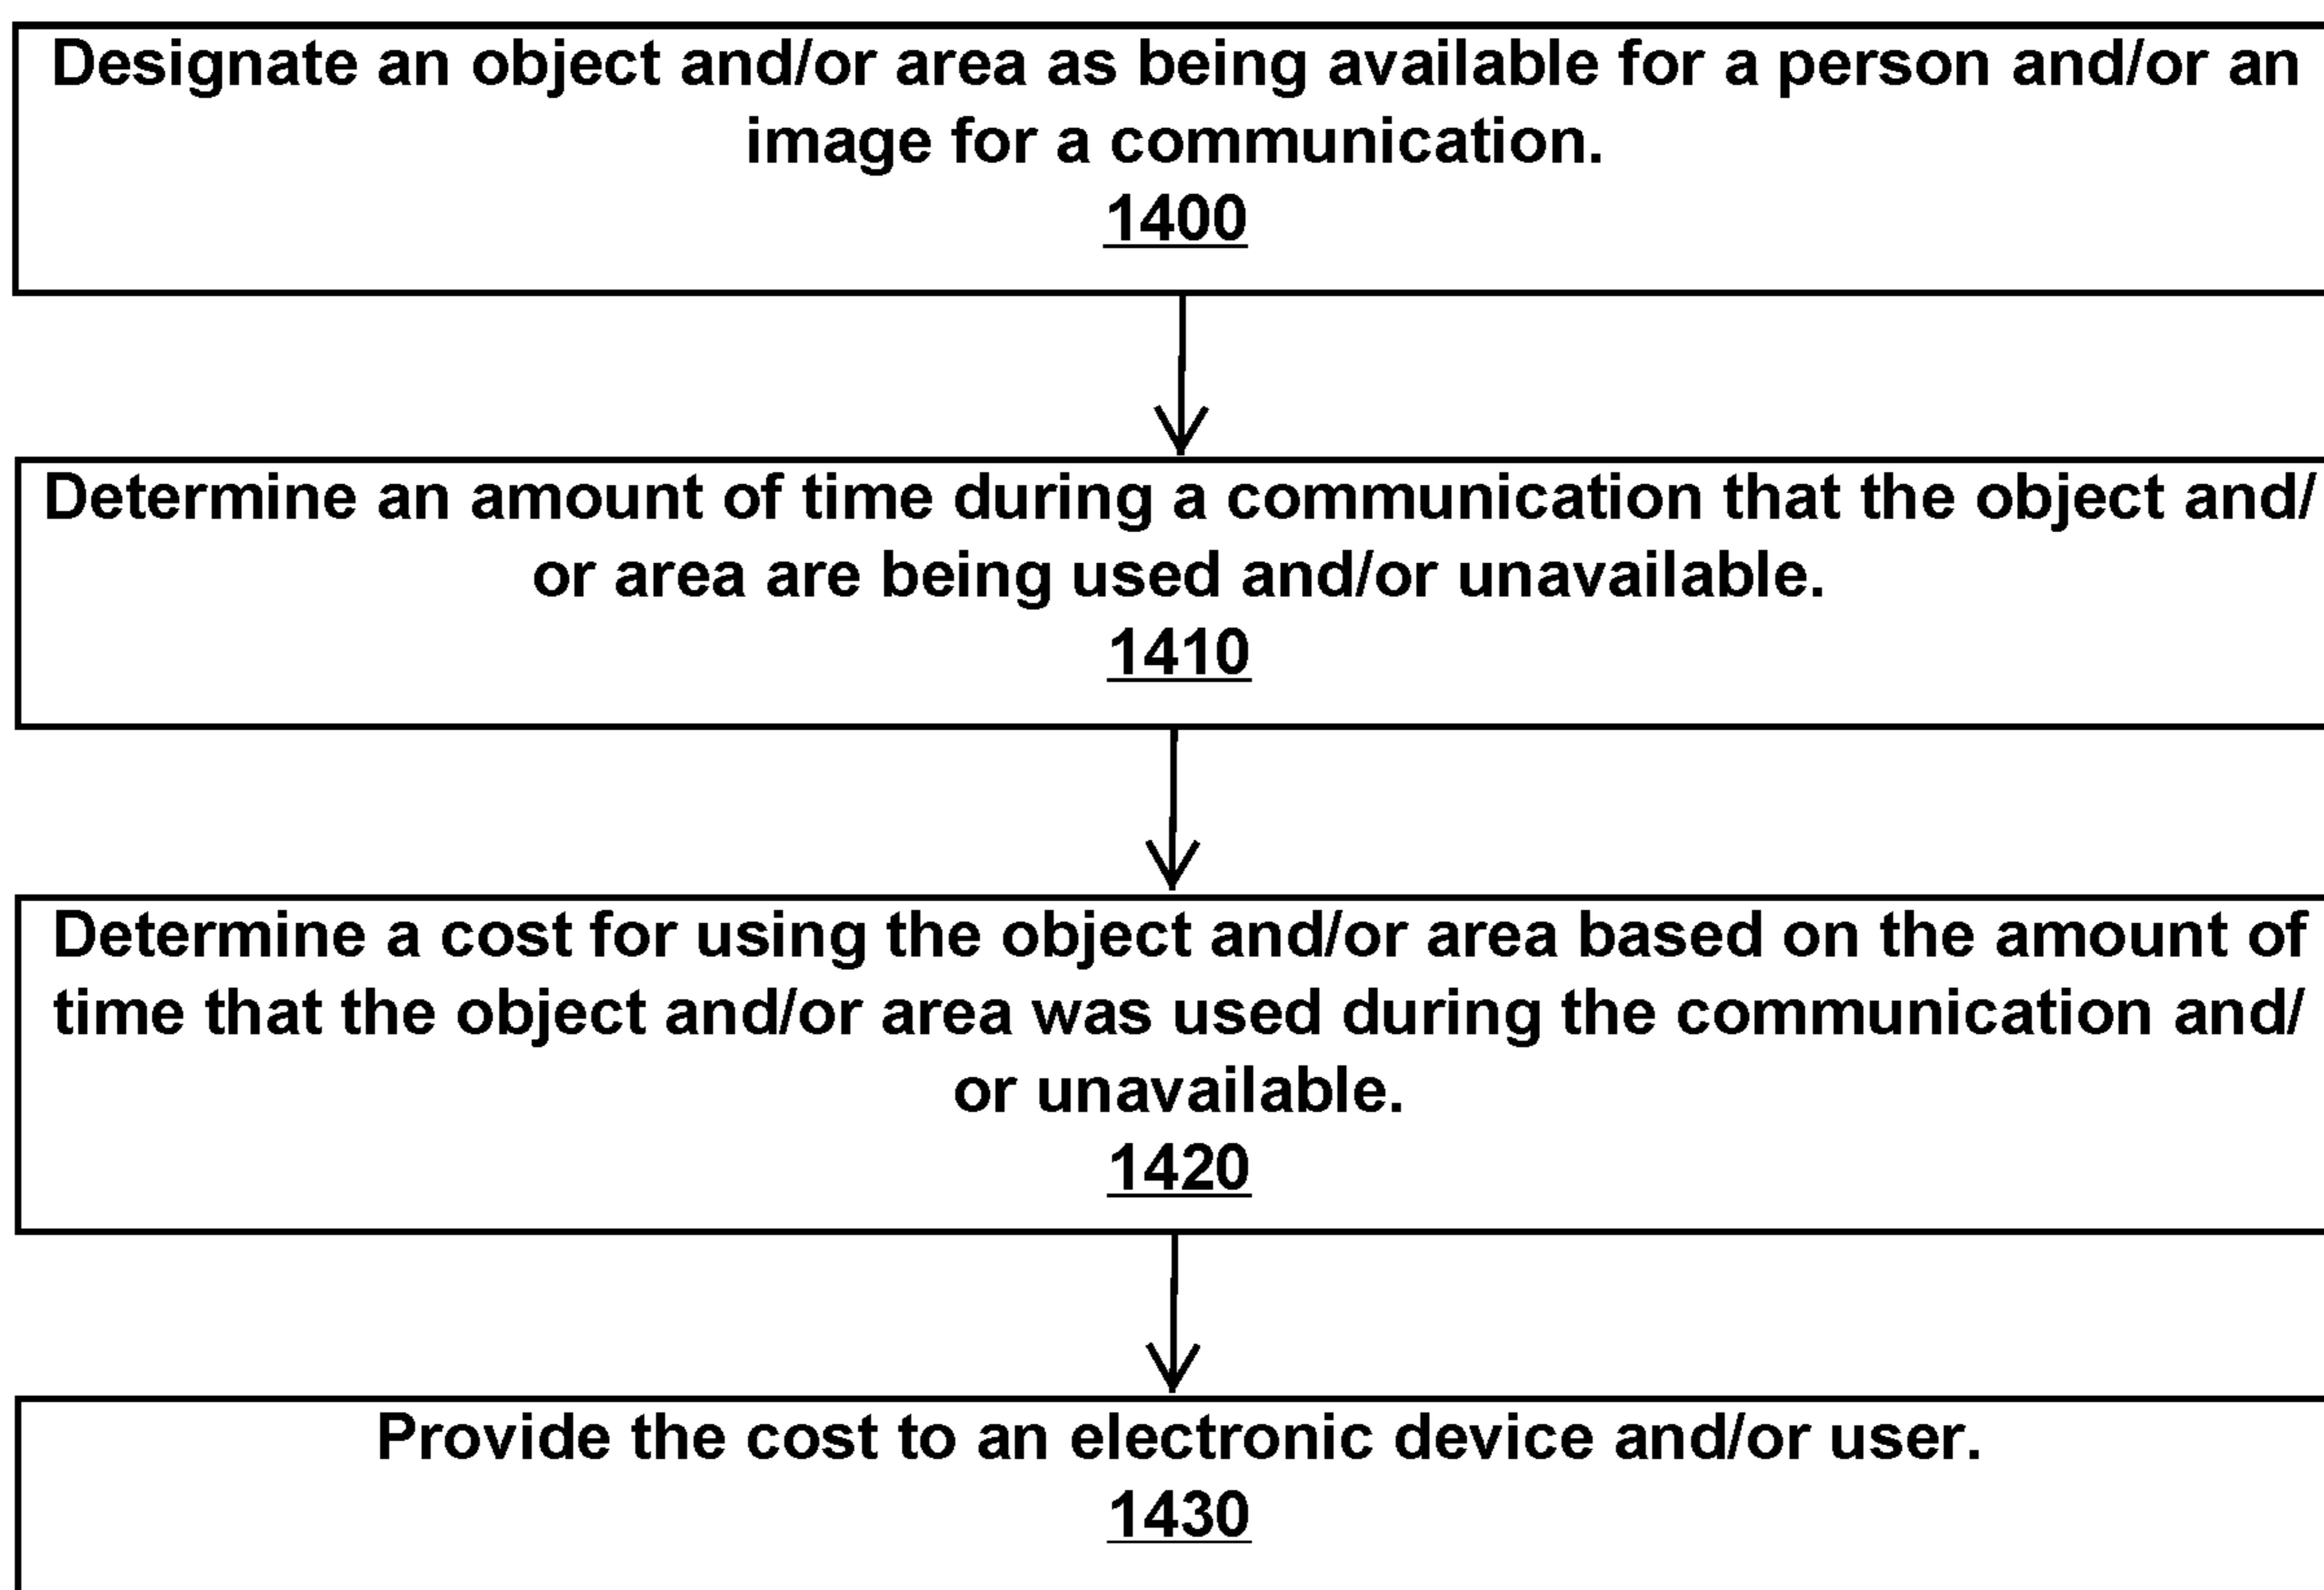 Designate an object and/or area as being available for a person and/or an
image for a communication.
1400
Determine an amount of time during a communication that the object and/
or area are being used and/or unavailable.
1410
Determine a cost for using the object and/or area based on the amount of
time that the object and/or area was used during the communication and/
or unavailable.
1420
Provide the cost to an electronic device and/or user.
1430